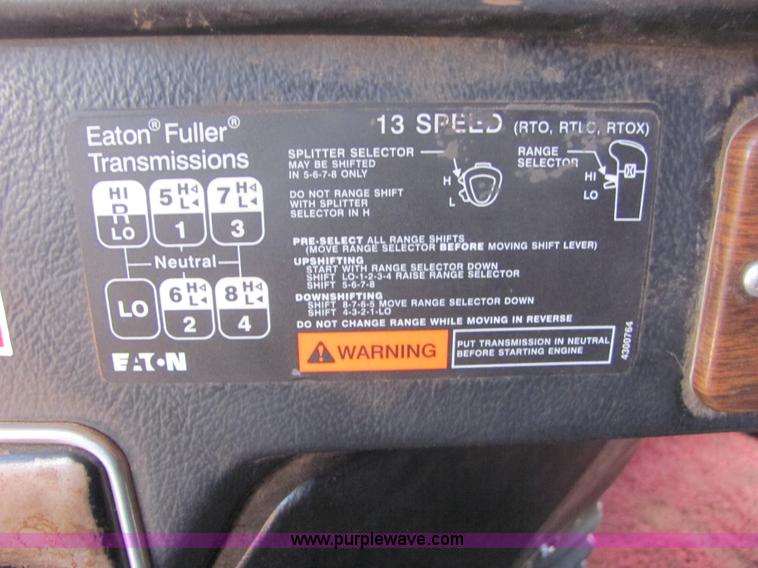 Eaton® Fuller®
Transmissions
13 SPEED (RTO, RTLO, RTOX)
SPLITTER SELECTOR
MAY BE SHIFTED
IN 5-6-7-8 ONLY
DO NOT RANGE SHIFT
WITH SPLITTER
SELECTOR IN H
H
L
RANGE
SELECTOR
HI
LO
HI
R
LO
5 H
L
1
7 H
L
3
Neutral
LO
6 H
L
2
8 H
L
4
PRE-SELECT ALL RANGE SHIFTS
(MOVE RANGE SELECTOR BEFORE MOVING SHIFT LEVER)
UPSHIFTING
START WITH RANGE SELECTOR DOWN
SHIFT LO-1-2-3-4 RAISE RANGE SELECTOR
SHIFT 5-6-7-8
DOWNSHIFTING
SHIFT 8-7-6-5 MOVE RANGE SELECTOR DOWN
SHIFT 4-3-2-1-LO
DO NOT CHANGE RANGE WHILE MOVING IN REVERSE
EATON
WARNING
PUT TRANSMISSION IN NEUTRAL
BEFORE STARTING ENGINE
4300764
www.purplewave.com